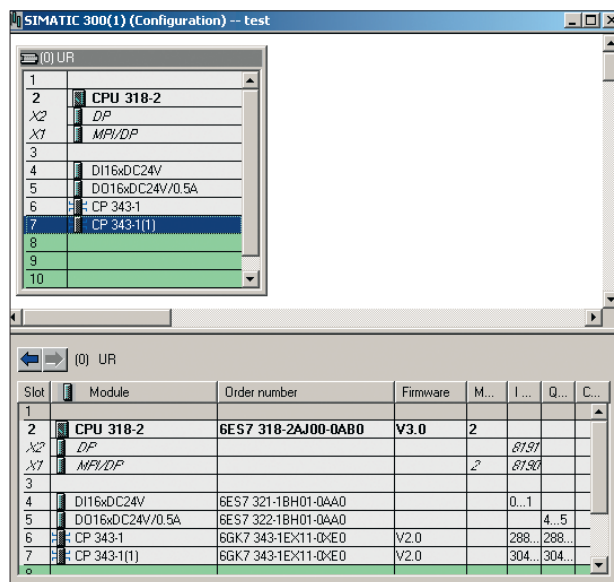 SIMATIC 300(1) (Configuration) -- test
(0) UR
1
2 CPU 318-2
X2 DP
X1 MPI/DP
3
4 DI16xDC24V
5 DO16xDC24V/0.5A
6 CP 343-1
7 CP 343-1(1)
8
9
10
(0) UR
Slot Module Order number Firmware M... I ... Q... C...
1
2 CPU 318-2 6ES7 318-2AJ00-0AB0 V3.0 2
X2 DP 8191
X1 MPI/DP 2 8190
3
4 DI16xDC24V 6ES7 321-1BH01-0AA0 0...1
5 DO16xDC24V/0.5A 6ES7 322-1BH01-0AA0 4...5
6 CP 343-1 6GK7 343-1EX11-0XE0 V2.0 288... 288...
7 CP 343-1(1) 6GK7 343-1EX11-0XE0 V2.0 304... 304...